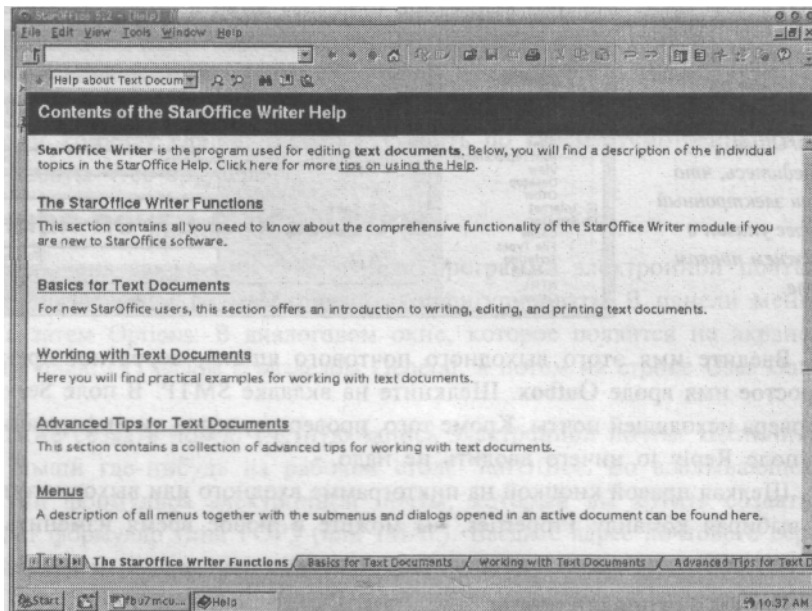 StarOffice 5.2 - [Help]
File Edit View Tools Window Help
Help about Text Docum
Contents of the StarOffice Writer Help
StarOffice Writer is the program used for editing text documents. Below, you will find a description of the individual
topics in the StarOffice Help. Click here for more tips on using the Help.
The StarOffice Writer Functions
This section contains all you need to know about the comprehensive functionality of the StarOffice Writer module if you
are new to StarOffice software.
Basics for Text Documents
For new StarOffice users, this section offers an introduction to writing, editing, and printing text documents.
Working with Text Documents
Here you will find practical examples for working with text documents.
Advanced Tips for Text Documents
This section contains a collection of advanced tips for working with text documents.
Menus
A description of all menus together with the submenus and dialogs opened in an active document can be found here.
The StarOffice Writer Functions / Basics for Text Documents / Working with Text Documents / Advanced Tips for Text D
Start fbu7mcu... Help 10:37 AM